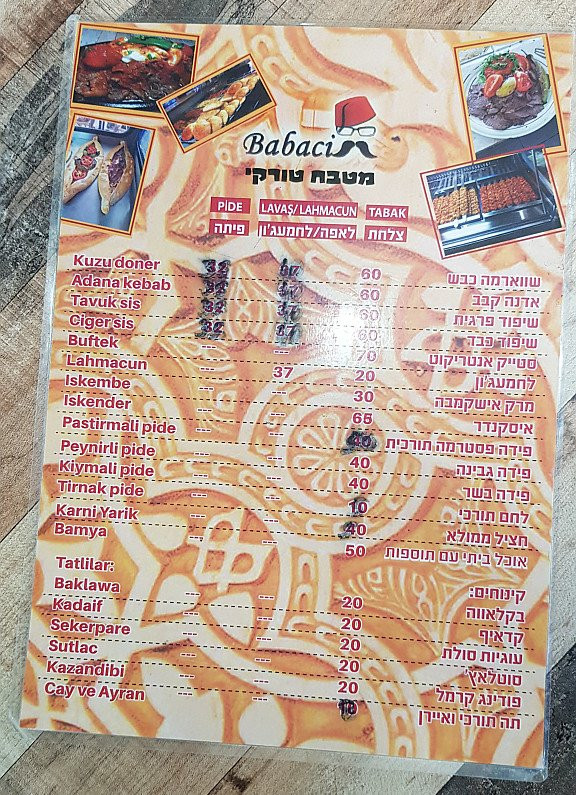 Babaci
מטבח טורקי
PİDE LAVAŞ/LAHMACUN TABAK
פיתה לאפה/לחמעג'ון צלחת
Kuzu doner 32 60 שווארמה כבש
Adana kebab 32 60 אדנה קבב
Tavuk sis 32 60 שיפוד פרגית
Ciger sis 32 60 שיפוד כבד
Buftek --- 70 סטייק אנטריקוט
Lahmacun --- 37 20 לחמעג'ון
Iskembe --- --- 30 מרק אישקמבה
Iskender --- --- 65 איסקנדר
Pastirmali pide --- --- פידה פסטרמה תורכית
Peynirli pide --- --- 40 פידה גבינה
Kiymali pide --- --- 40 פידה בשר
Tirnak pide --- --- 10 לחם תורכי
Karni Yarik --- --- 40 חציל ממולא
Bamya --- --- 50 אוכל ביתי עם תוספות
Tatlilar: קינוחים:
Baklawa --- --- 20 בקלאווה
Kadaif --- --- 20 קדאיף
Sekerpare --- --- 20 עוגיות סולת
Sutlac --- --- 20 סוטלאץ
Kazandibi --- --- 20 פודינג קרמל
Cay ve Ayran --- --- תה תורכי ואיירן